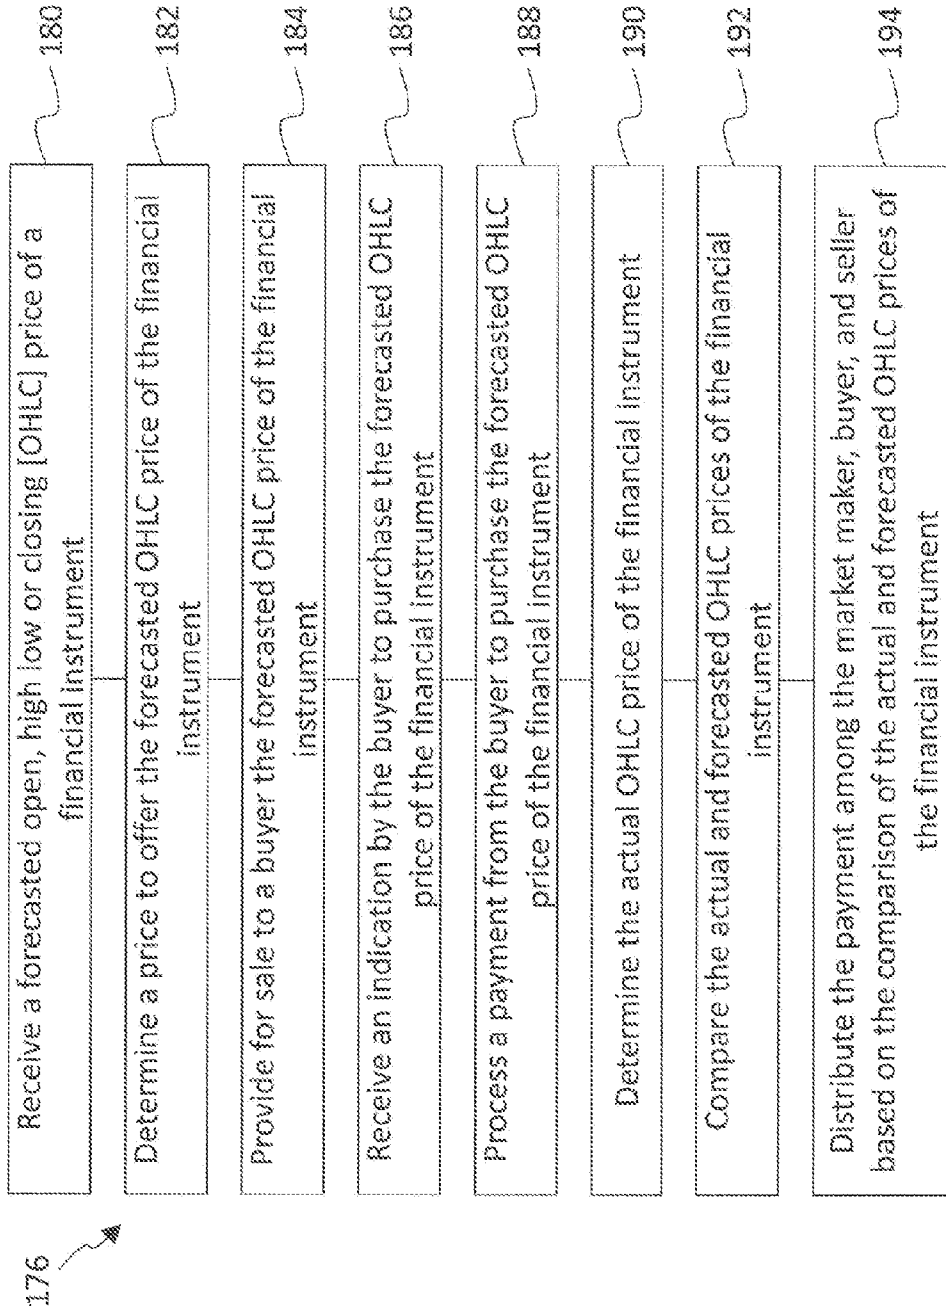 176
Receive a forecasted open, high low or closing [OHLC] price of a
financial instrument
180
Determine a price to offer the forecasted OHLC price of the financial
instrument
182
Provide for sale to a buyer the forecasted OHLC price of the financial
instrument
184
Receive an indication by the buyer to purchase the forecasted OHLC
price of the financial instrument
186
Process a payment from the buyer to purchase the forecasted OHLC
price of the financial instrument
188
Determine the actual OHLC price of the financial instrument
190
Compare the actual and forecasted OHLC prices of the financial
instrument
192
Distribute the payment among the market maker, buyer, and seller
based on the comparison of the actual and forecasted OHLC prices of
the financial instrument
194